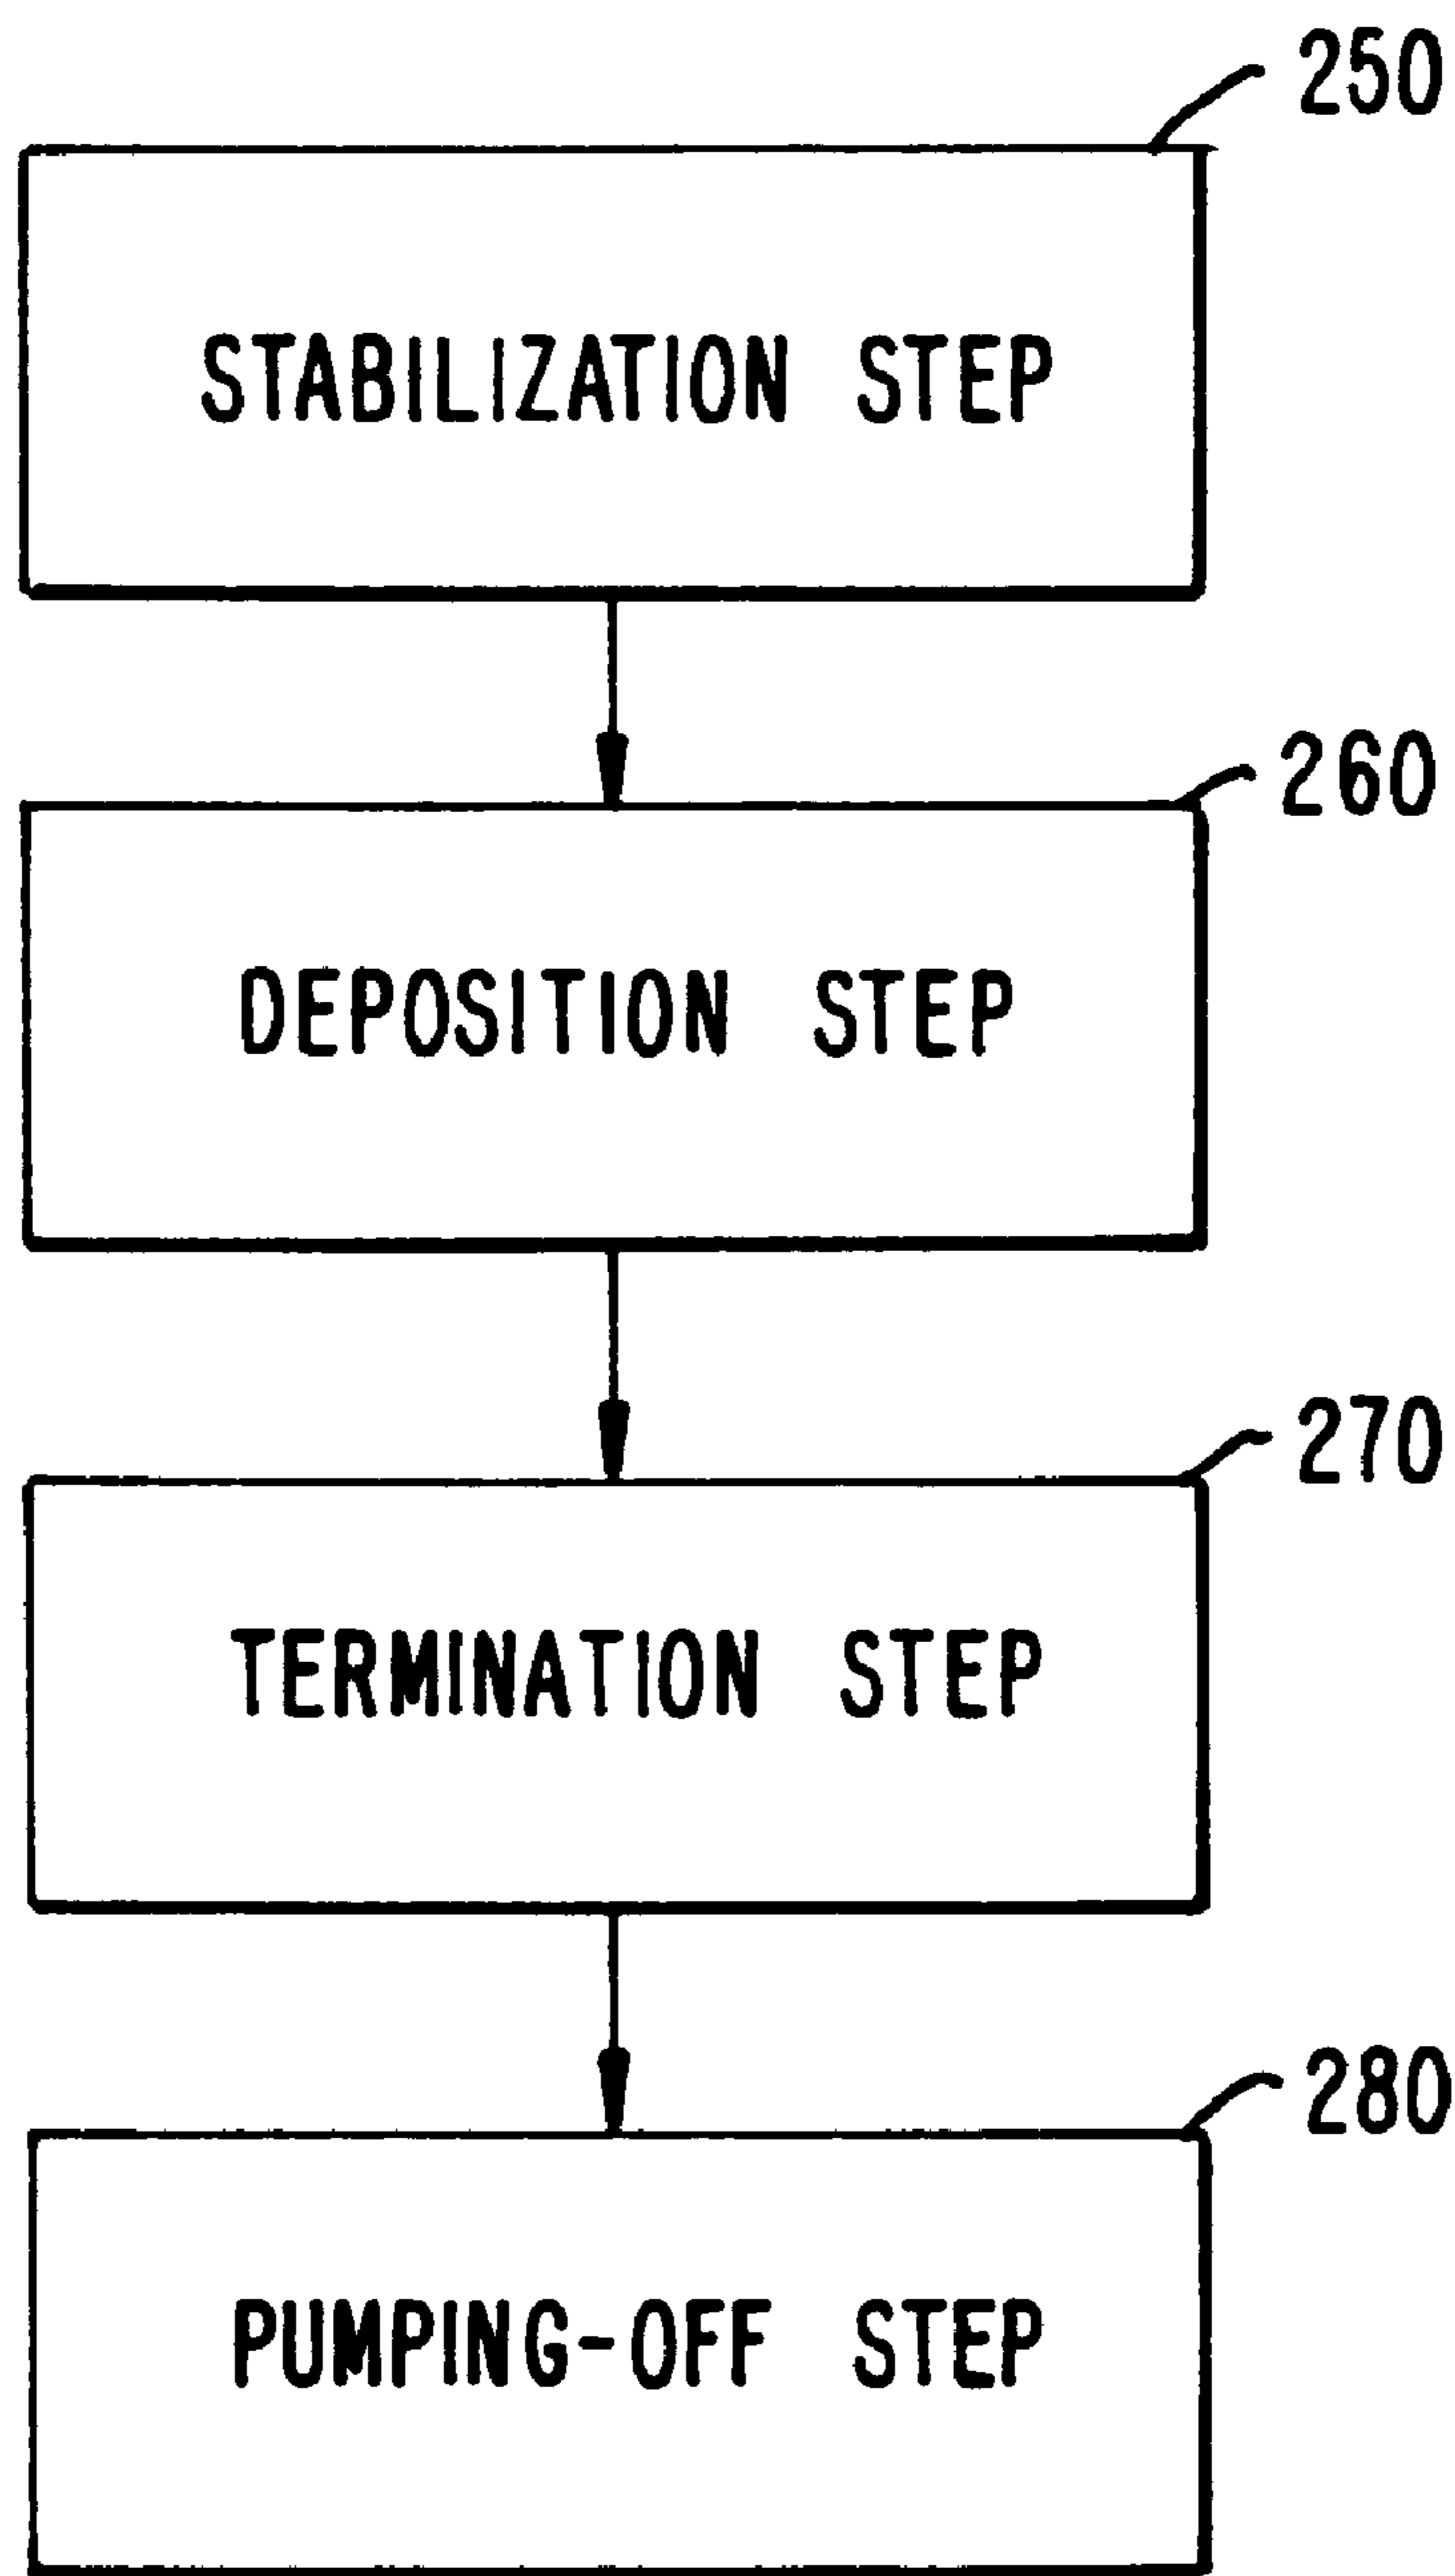 250
STABILIZATION STEP
260
DEPOSITION STEP
270
TERMINATION STEP
280
PUMPING-OFF STEP